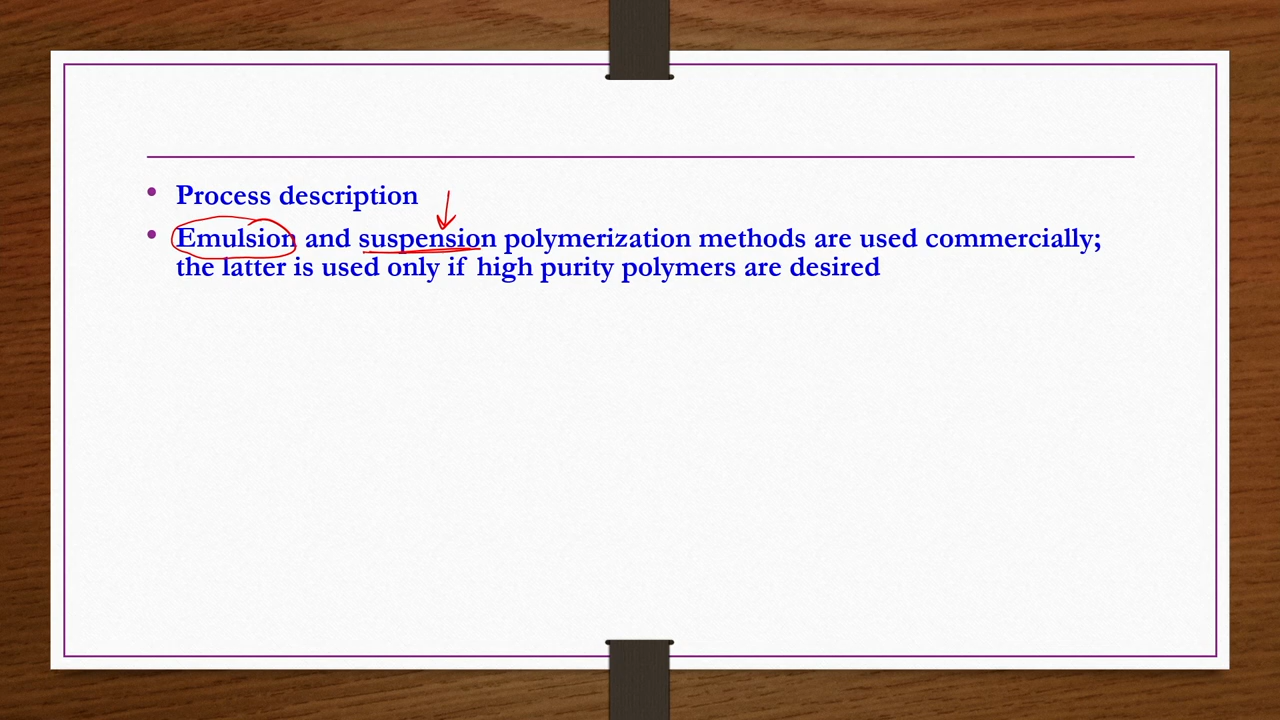 Process description
Emulsion and suspension polymerization methods are used commercially;
the latter is used only if high purity polymers are desired